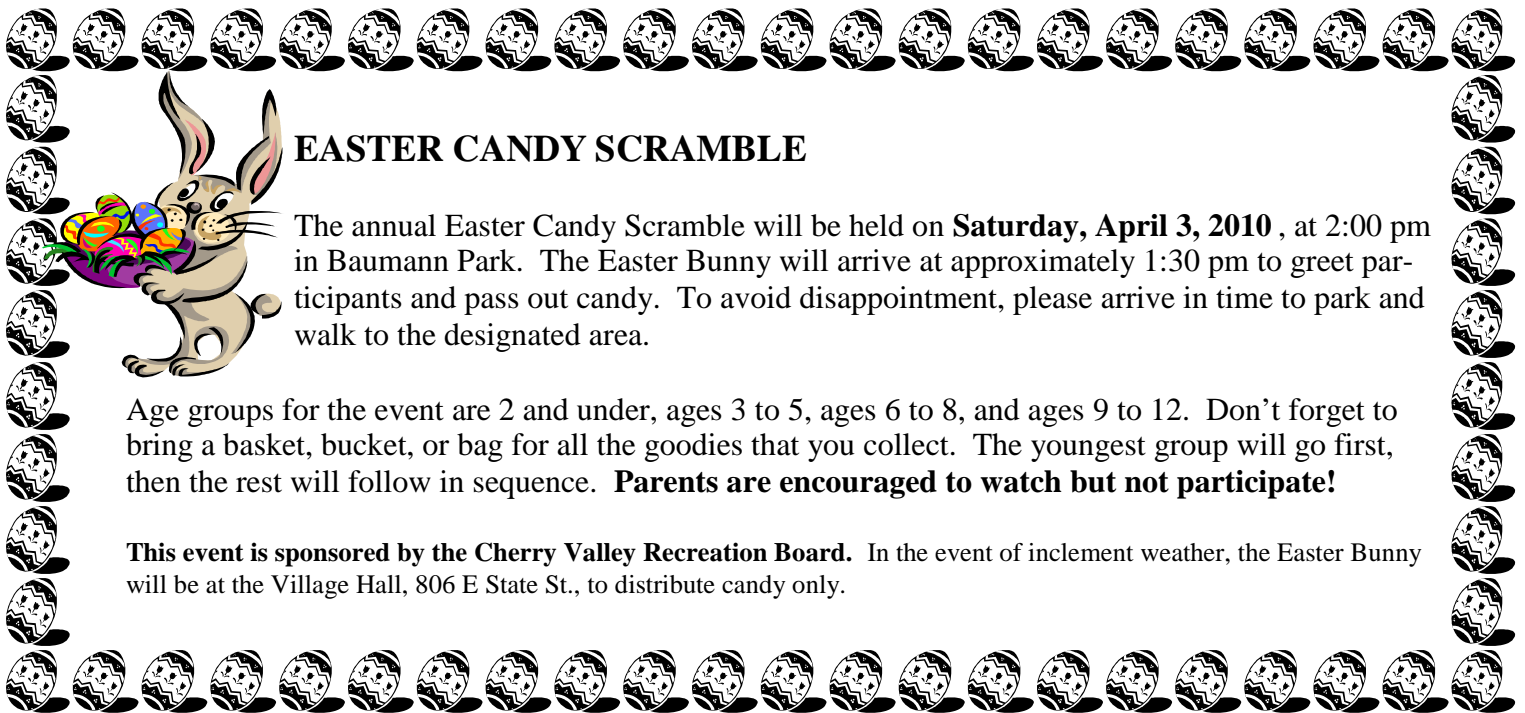 EASTER CANDY SCRAMBLE
The annual Easter Candy Scramble will be held on Saturday, April 3, 2010 , at 2:00 pm
in Baumann Park.  The Easter Bunny will arrive at approximately 1:30 pm to greet par-
ticipants and pass out candy.  To avoid disappointment, please arrive in time to park and
walk to the designated area.
Age groups for the event are 2 and under, ages 3 to 5, ages 6 to 8, and ages 9 to 12.  Don’t forget to
bring a basket, bucket, or bag for all the goodies that you collect.  The youngest group will go first,
then the rest will follow in sequence.  Parents are encouraged to watch but not participate!
This event is sponsored by the Cherry Valley Recreation Board.  In the event of inclement weather, the Easter Bunny
will be at the Village Hall, 806 E State St., to distribute candy only.